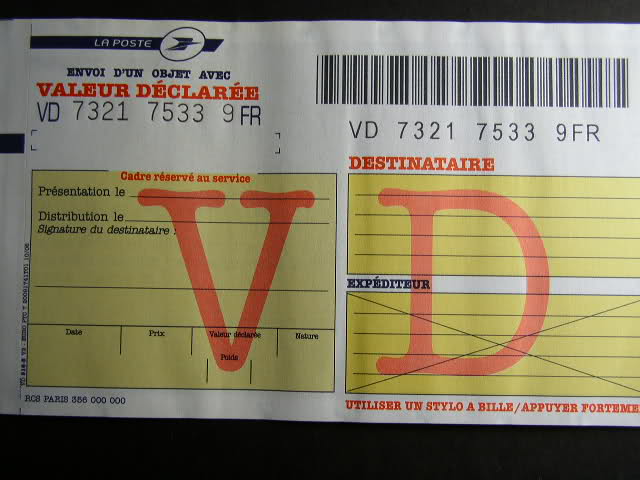 LA POSTE
ENVOI D'UN OBJET AVEC
VALEUR DÉCLARÉE
VD 7321 7533 9 FR
VD 7321 7533 9FR
Cadre réservé au service
Présentation le
Distribution le
Signature du destinataire :
Date Prix Valeur déclarée Nature
Poids
V
DESTINATAIRE
EXPÉDITEUR
D
RCS PARIS 356 000 000
UTILISER UN STYLO A BILLE/APPUYER FORTEME